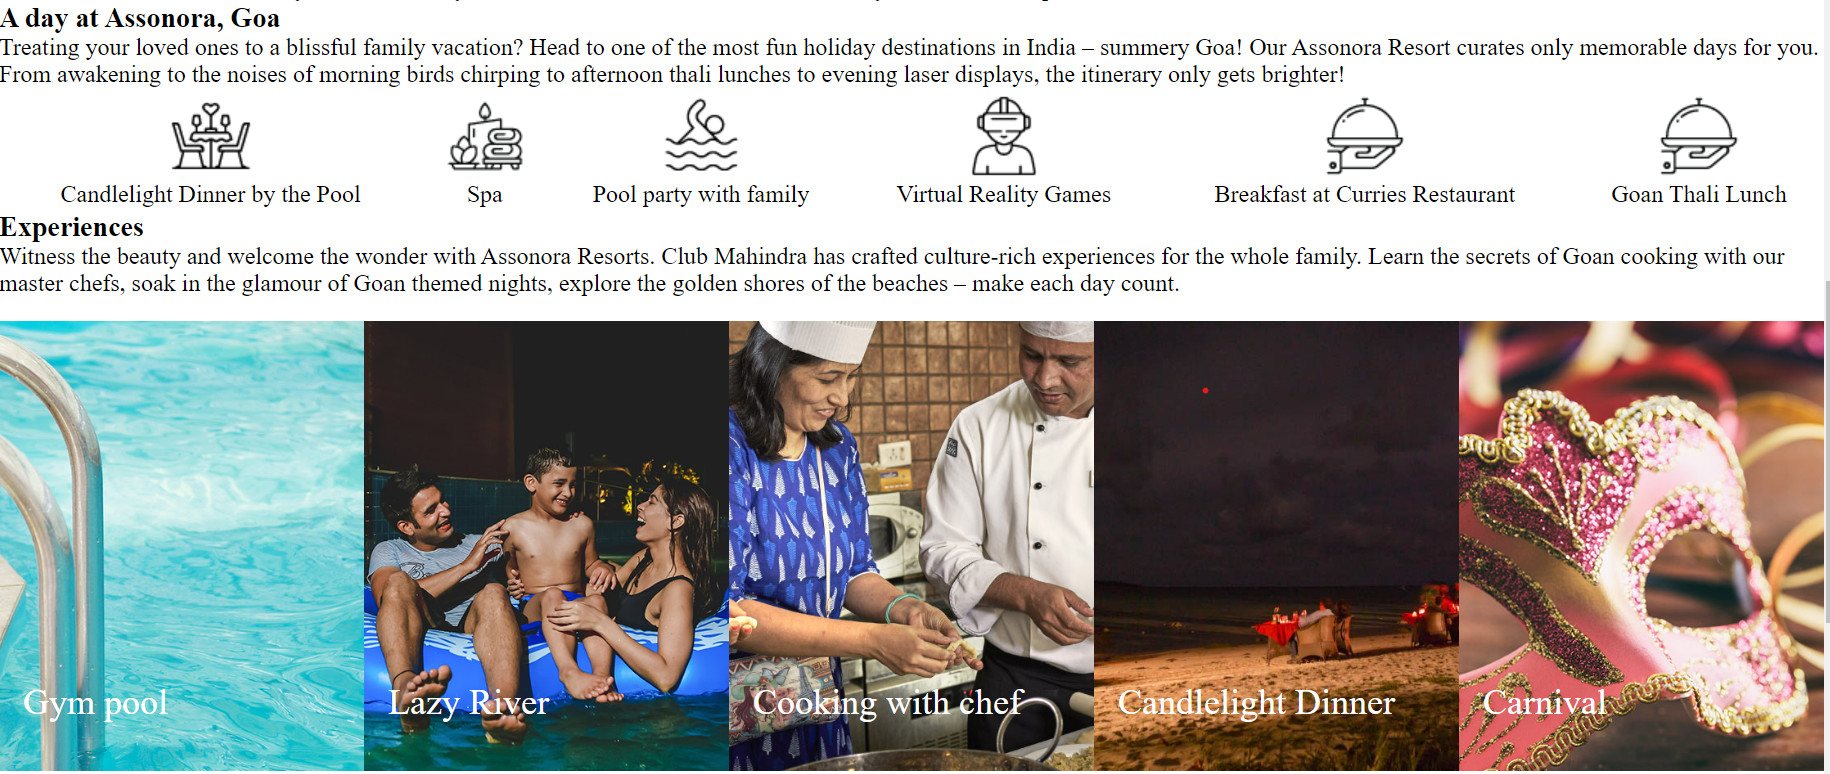 A day at Assonora, Goa
Treating your loved ones to a blissful family vacation? Head to one of the most fun holiday destinations in India – summery Goa! Our Assonora Resort curates only memorable days for you.
From awakening to the noises of morning birds chirping to afternoon thali lunches to evening laser displays, the itinerary only gets brighter!
Candlelight Dinner by the Pool
Spa
Pool party with family
Virtual Reality Games
Breakfast at Curries Restaurant
Goan Thali Lunch
Experiences
Witness the beauty and welcome the wonder with Assonora Resorts. Club Mahindra has crafted culture-rich experiences for the whole family. Learn the secrets of Goan cooking with our
master chefs, soak in the glamour of Goan themed nights, explore the golden shores of the beaches – make each day count.
Gym pool
Lazy River
Cooking with chef
Candlelight Dinner
Carnival